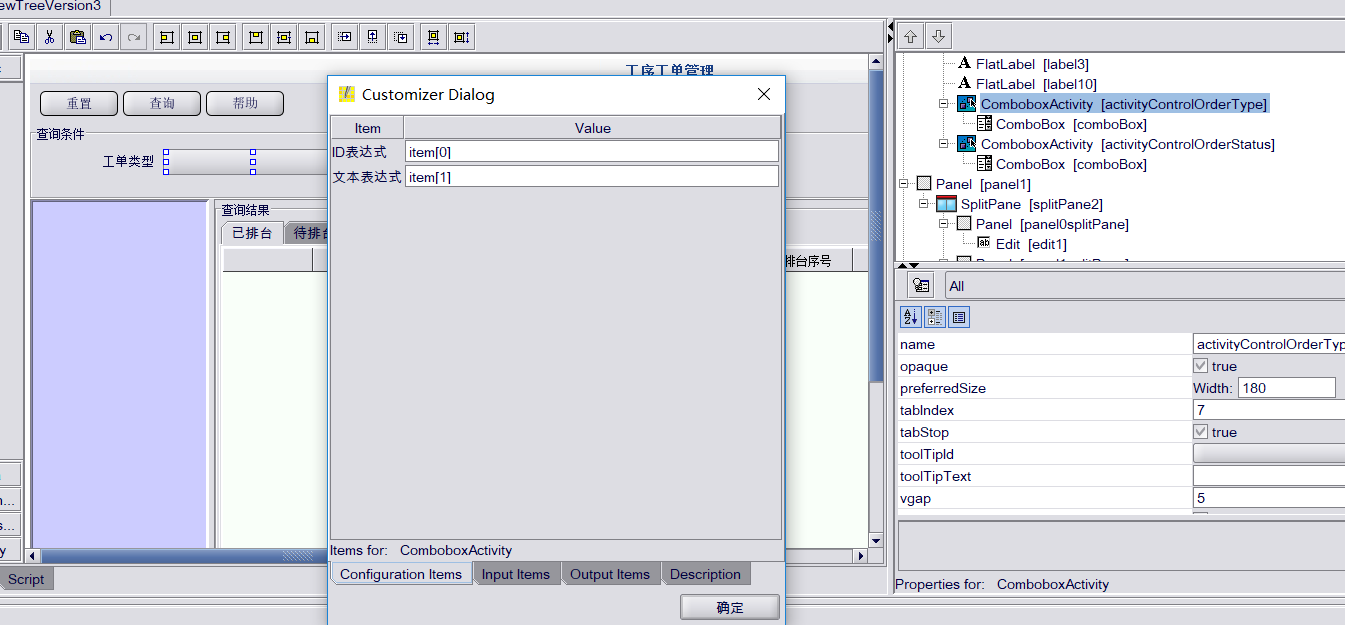 ewTreeVersion3
工序工单管理
重置 查询 帮助
查询条件
工单类型
查询结果
已排台 待排台
排台序号
Script
Customizer Dialog
Item Value
ID表达式 item[0]
文本表达式 item[1]
Items for: ComboboxActivity
Configuration Items Input Items Output Items Description
确定
FlatLabel [label3]
FlatLabel [label10]
ComboboxActivity [activityControlOrderType]
ComboBox [comboBox]
ComboboxActivity [activityControlOrderStatus]
ComboBox [comboBox]
Panel [panel1]
SplitPane [splitPane2]
Panel [panel0splitPane]
Edit [edit1]
All
name activityControlOrderTyp
opaque true
preferredSize Width: 180
tabIndex 7
tabStop true
toolTipId
toolTipText
vgap 5
Properties for: ComboboxActivity